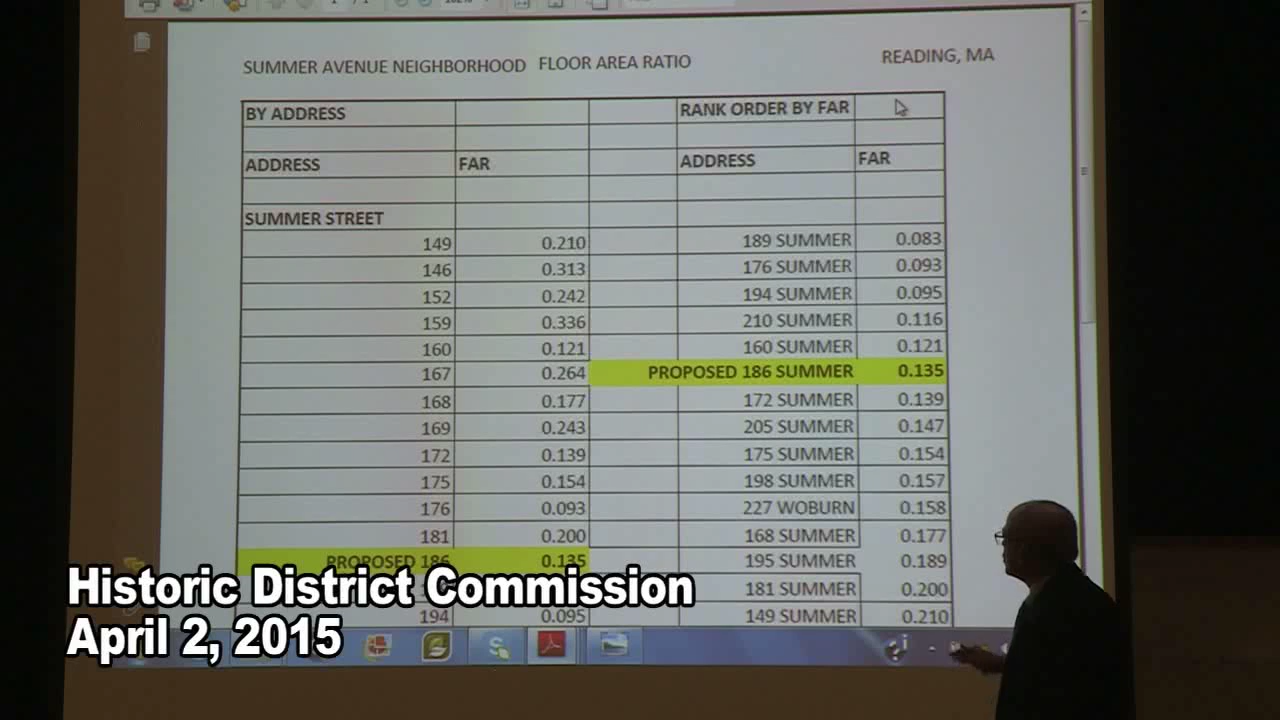 SUMMER AVENUE NEIGHBORHOOD FLOOR AREA RATIO READING, MA
BY ADDRESS RANK ORDER BY FAR
ADDRESS FAR ADDRESS FAR
SUMMER STREET
149 0.210 189 SUMMER 0.083
146 0.313 176 SUMMER 0.093
152 0.242 194 SUMMER 0.095
159 0.336 210 SUMMER 0.116
160 0.121 160 SUMMER 0.121
167 0.264 PROPOSED 186 SUMMER 0.135
168 0.177 172 SUMMER 0.139
169 0.243 205 SUMMER 0.147
172 0.139 175 SUMMER 0.154
175 0.154 198 SUMMER 0.157
176 0.093 227 WOBURN 0.158
181 0.200 168 SUMMER 0.177
PROPOSED 186 0.135 195 SUMMER 0.189
181 SUMMER 0.200
194 0.095 149 SUMMER 0.210
Historic District Commission
April 2, 2015